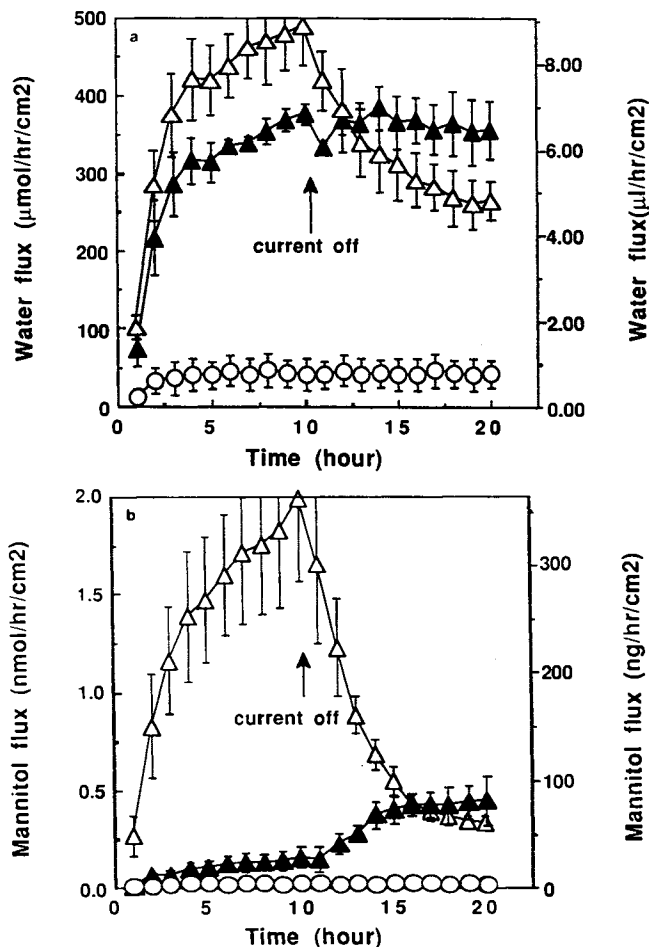 a
500
400
300
250
100
50
0
8.00
6.00
4.00
2.00
0.00
Water flux (μmol/hr/cm2)
Water flux(μl/hr/cm2)
current off
0 5 10 15 20
Time (hour)
b
2.0
1.5
1.0
0.5
0.0
300
200
100
0
Mannitol flux (nmol/hr/cm2)
Mannitol flux (ng/hr/cm2)
current off
0 5 10 15 20
Time (hour)